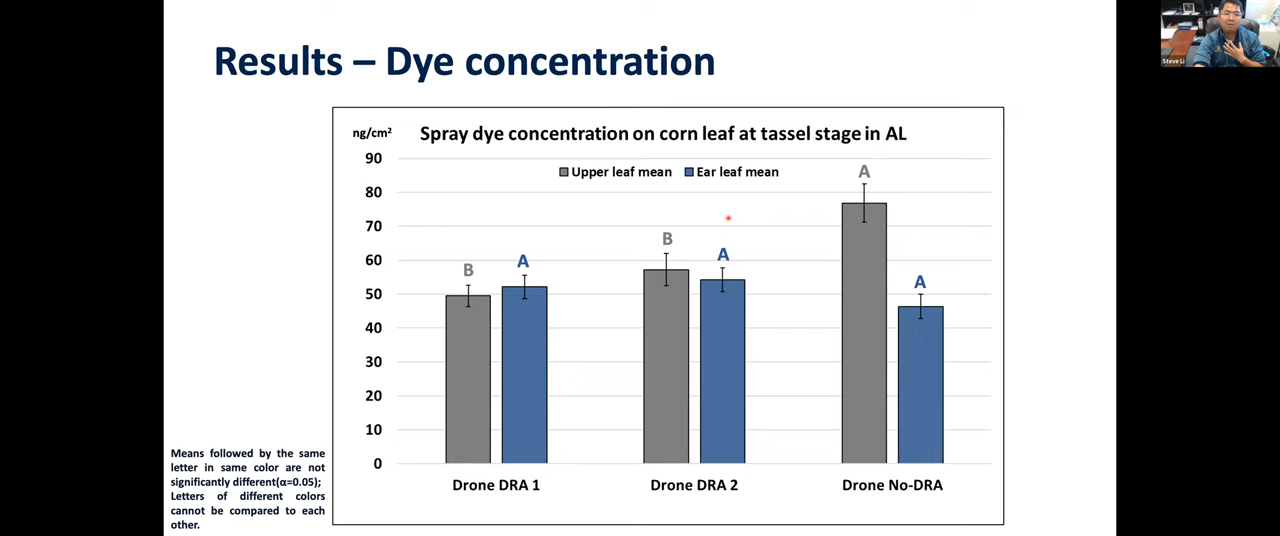 Results – Dye concentration
Steve Li
ng/cm²
Spray dye concentration on corn leaf at tassel stage in AL
90
80
70
60
50
40
30
20
10
0
Upper leaf mean
Ear leaf mean
B
A
B
A
A
A
Drone DRA 1
Drone DRA 2
Drone No-DRA
Means followed by the same
letter in same color are not
significantly different(α=0.05);
Letters of different colors
cannot be compared to each
other.